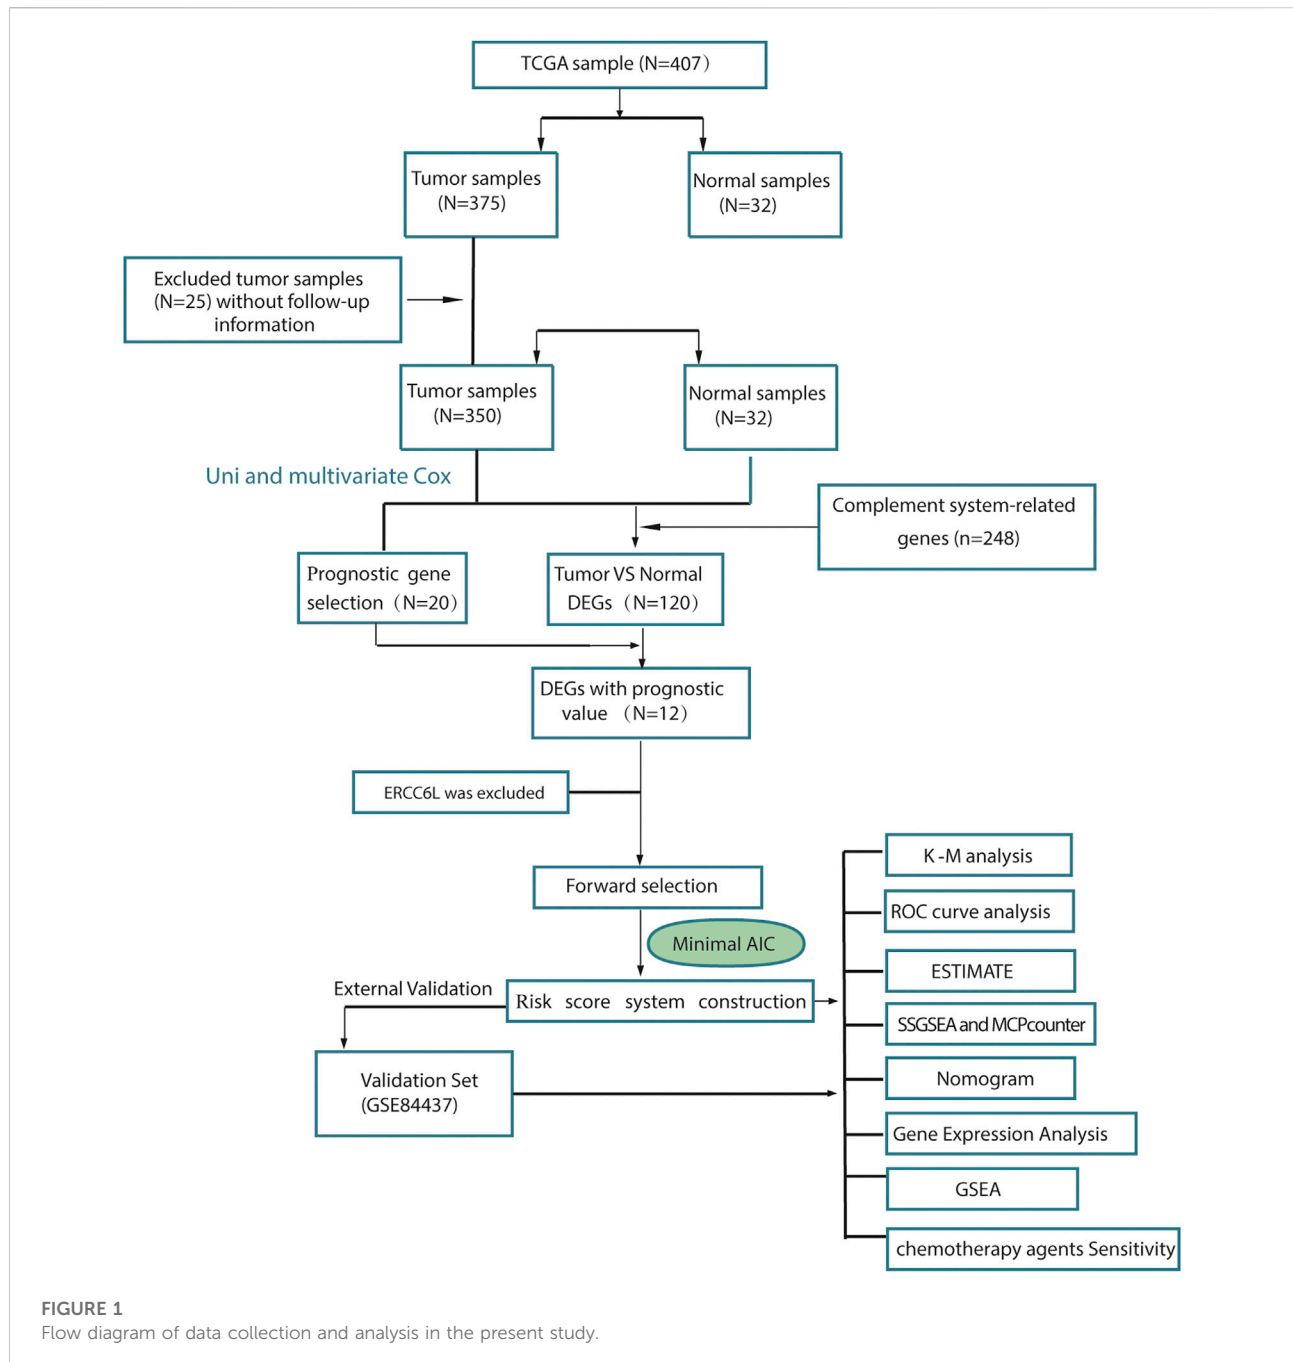 TCGA sample (N=407)
Tumor samples
(N=375)
Normal samples
(N=32)
Excluded tumor samples
(N=25) without follow-up
information
Tumor samples
(N=350)
Normal samples
(N=32)
Uni and multivariate Cox
Complement system-related
genes (n=248)
Prognostic gene
selection (N=20)
Tumor VS Normal
DEGs (N=120)
DEGs with prognostic
value (N=12)
ERCC6L was excluded
Forward selection
Minimal AIC
External Validation
Risk score system construction
Validation Set
(GSE84437)
K -M analysis
ROC curve analysis
ESTIMATE
SSGSEA and MCPcounter
Nomogram
Gene Expression Analysis
GSEA
chemotherapy agents Sensitivity
FIGURE 1
Flow diagram of data collection and analysis in the present study.